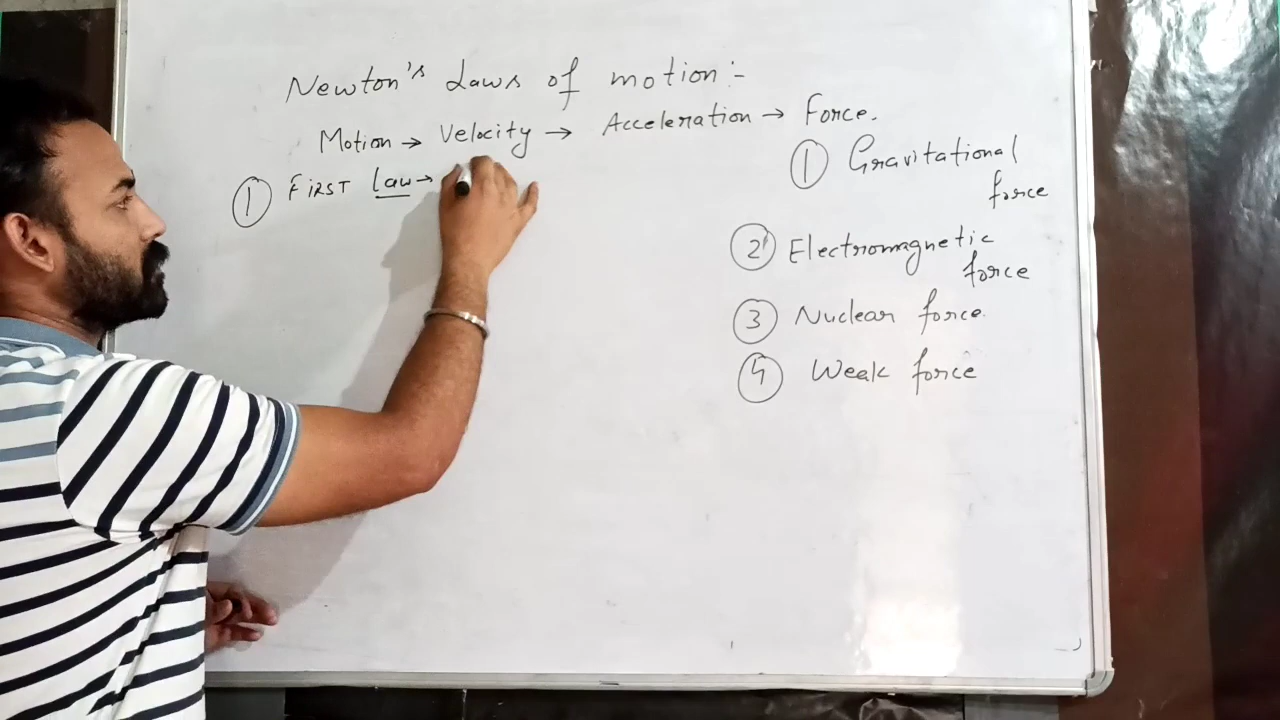 Newton's Laws of motion:-
Motion → Velocity → Acceleration → Force.
① FIRST Law →
① Gravitational
force
② Electromagnetic
force
③ Nuclear force.
④ Weak force